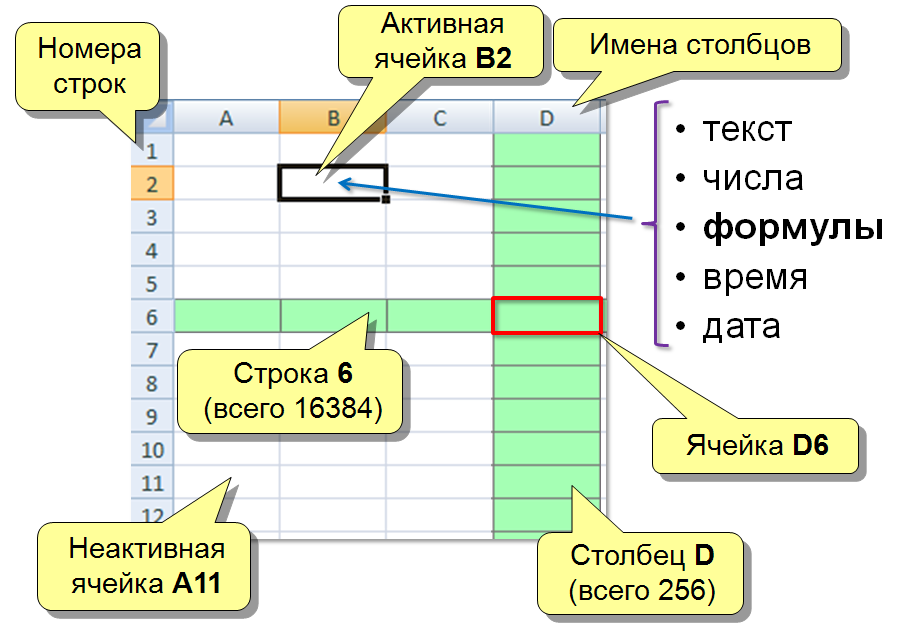 Номера
строк
Активная
ячейка B2
Имена столбцов
A B C D
1
2
3
4
5
6
7
8
9
10
11
12
• текст
• числа
• формулы
• время
• дата
Строка 6
(всего 16384)
Ячейка D6
Неактивная
ячейка A11
Столбец D
(всего 256)